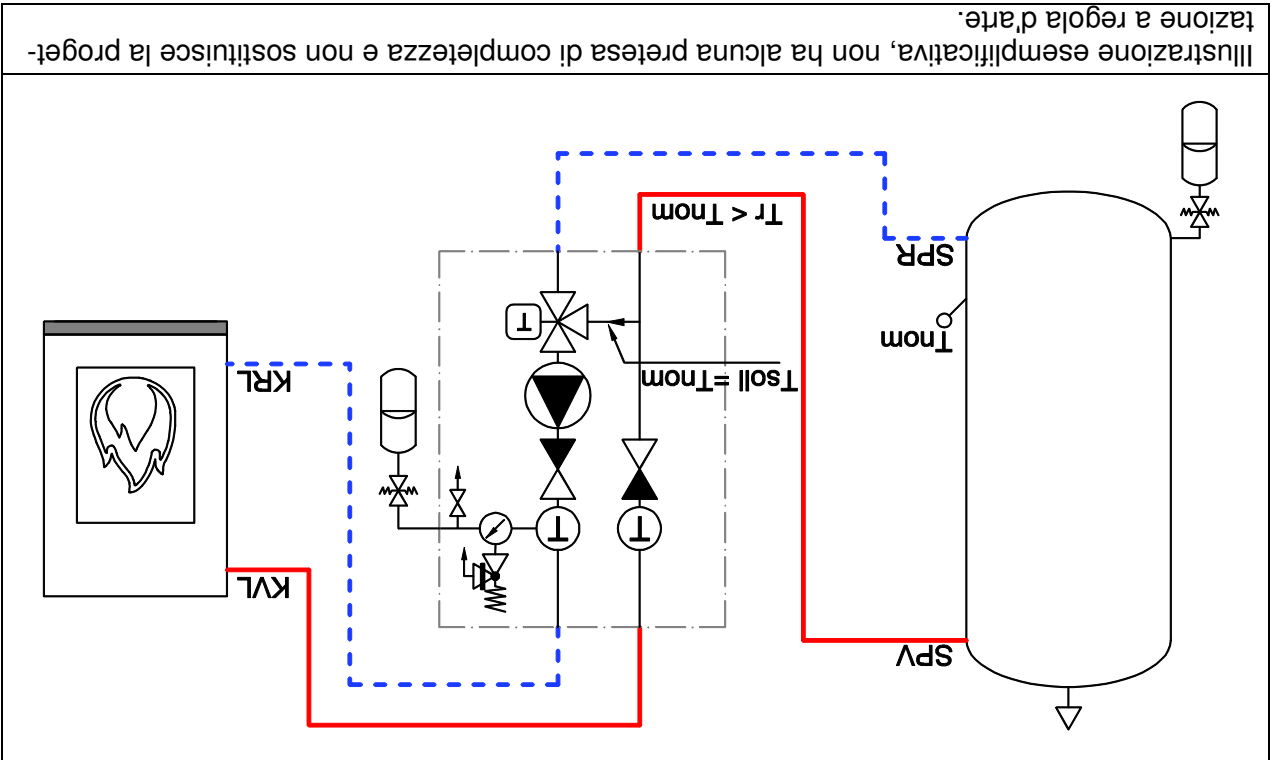 SPV
KVL
T
T
Tsoll= Tnom
KRL
Tnom
T
SPR
Tr < Tnom
Illustrazione esemplificativa, non ha alcuna pretesa di completezza e non sostituisce la proget-
tazione a regola d'arte.